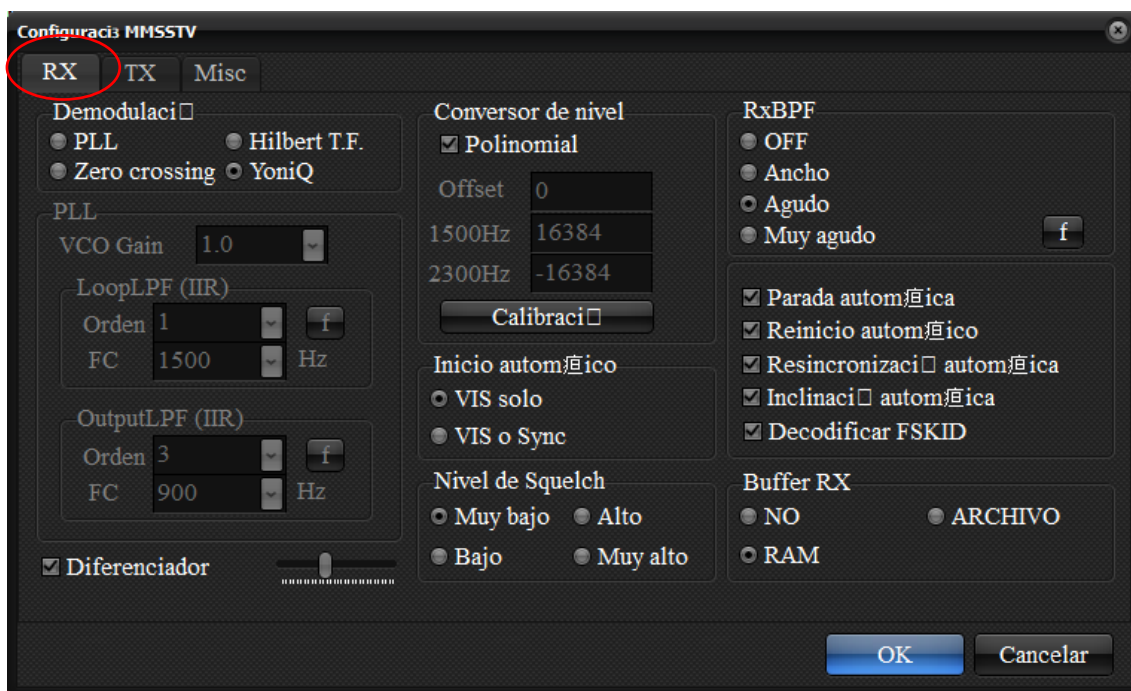 Configuraciз MMSSTV
RX TX Misc
Demodulaci□
PLL Hilbert T.F.
Zero crossing YoniQ
PLL
VCO Gain 1.0
LoopLPF (IIR)
Orden 1 f
FC 1500 Hz
OutputLPF (IIR)
Orden 3 f
FC 900 Hz
Diferenciador
Conversor de nivel
Polinomial
Offset 0
1500Hz 16384
2300Hz -16384
Calibraci□
Inicio autom疸ico
VIS solo
VIS o Sync
Nivel de Squelch
Muy bajo Alto
Bajo Muy alto
RxBPF
OFF
Ancho
Agudo
Muy agudo f
Parada autom疸ica
Reinicio autom疸ico
Resincronizaci□ autom疸ica
Inclinaci□ autom疸ica
Decodificar FSKID
Buffer RX
NO ARCHIVO
RAM
OK Cancelar